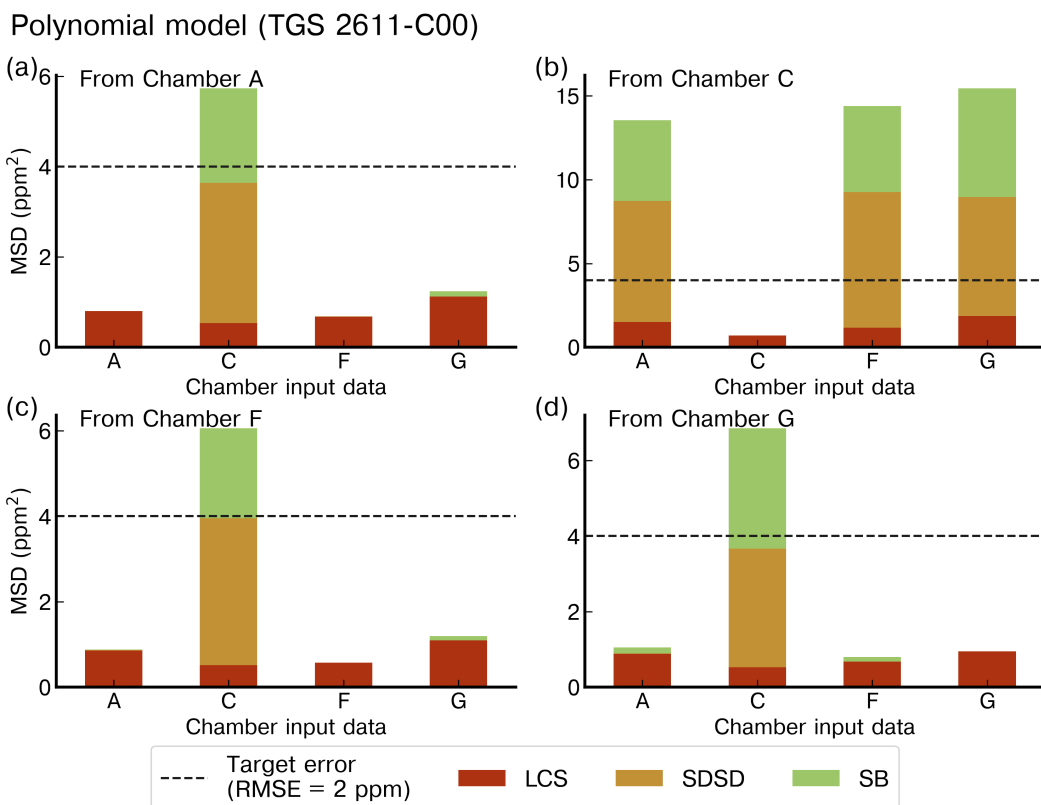 Polynomial model (TGS 2611-C00)
(a)
From Chamber A
6
4
2
0
MSD (ppm²)
A C F G
Chamber input data
(b)
From Chamber C
15
10
5
0
A C F G
Chamber input data
(c)
From Chamber F
6
4
2
0
MSD (ppm²)
A C F G
Chamber input data
(d)
From Chamber G
6
4
2
0
A C F G
Chamber input data
Target error
(RMSE = 2 ppm)
LCS
SDSD
SB